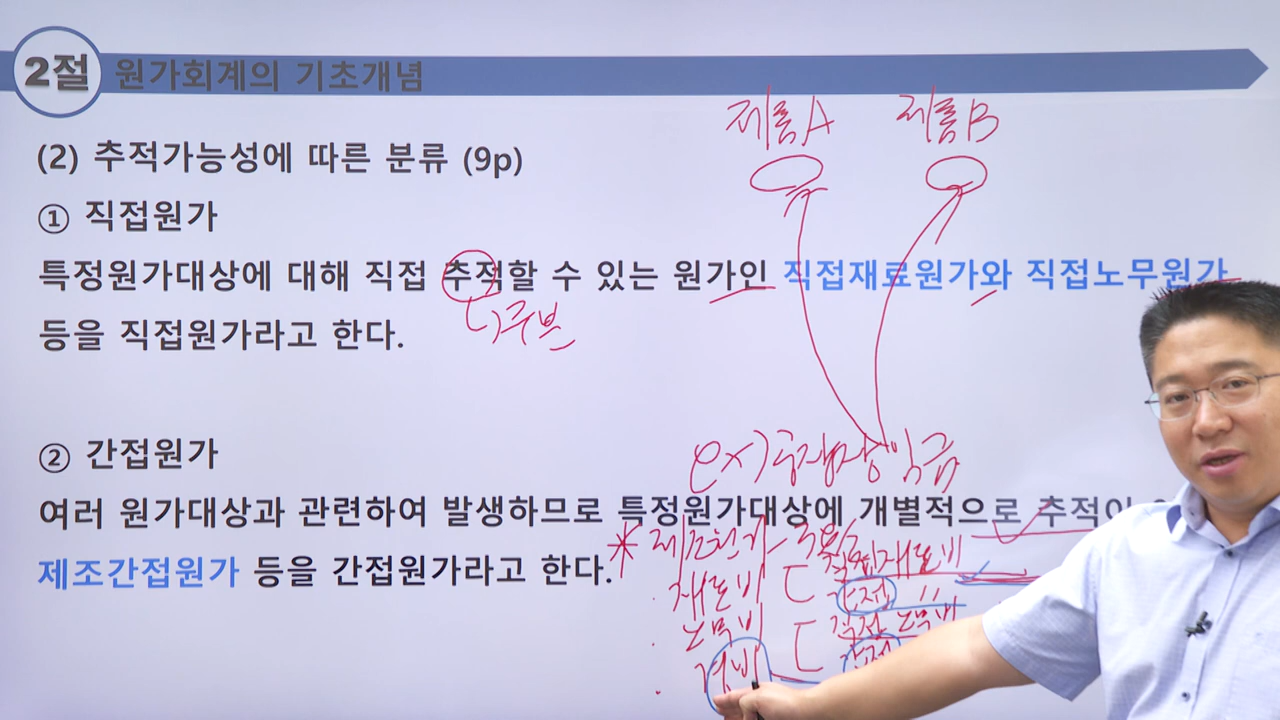 2절 원가회계의 기초개념
제품A 제품B
(2) 추적가능성에 따른 분류 (9p)
① 직접원가
특정원가대상에 대해 직접 추적할 수 있는 원가인 직접재료원가와 직접노무원가
등을 직접원가라고 한다.
② 간접원가
ex) 공장장 임금
여러 원가대상과 관련하여 발생하므로 특정원가대상에 개별적으로 추적이
제조간접원가 등을 간접원가라고 한다.
재료비 직접재료비
간접 "
노무비 직접 노무비
간접
경비